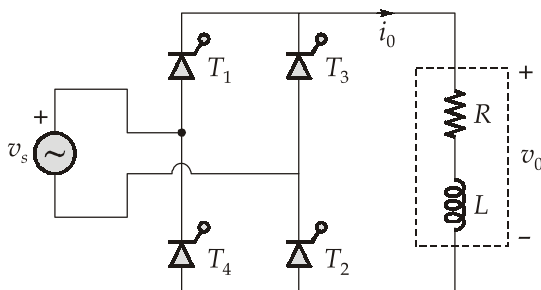 i₀
T₁
T₃
+
+
R
vₛ
~
v₀
L
T₄
T₂
−